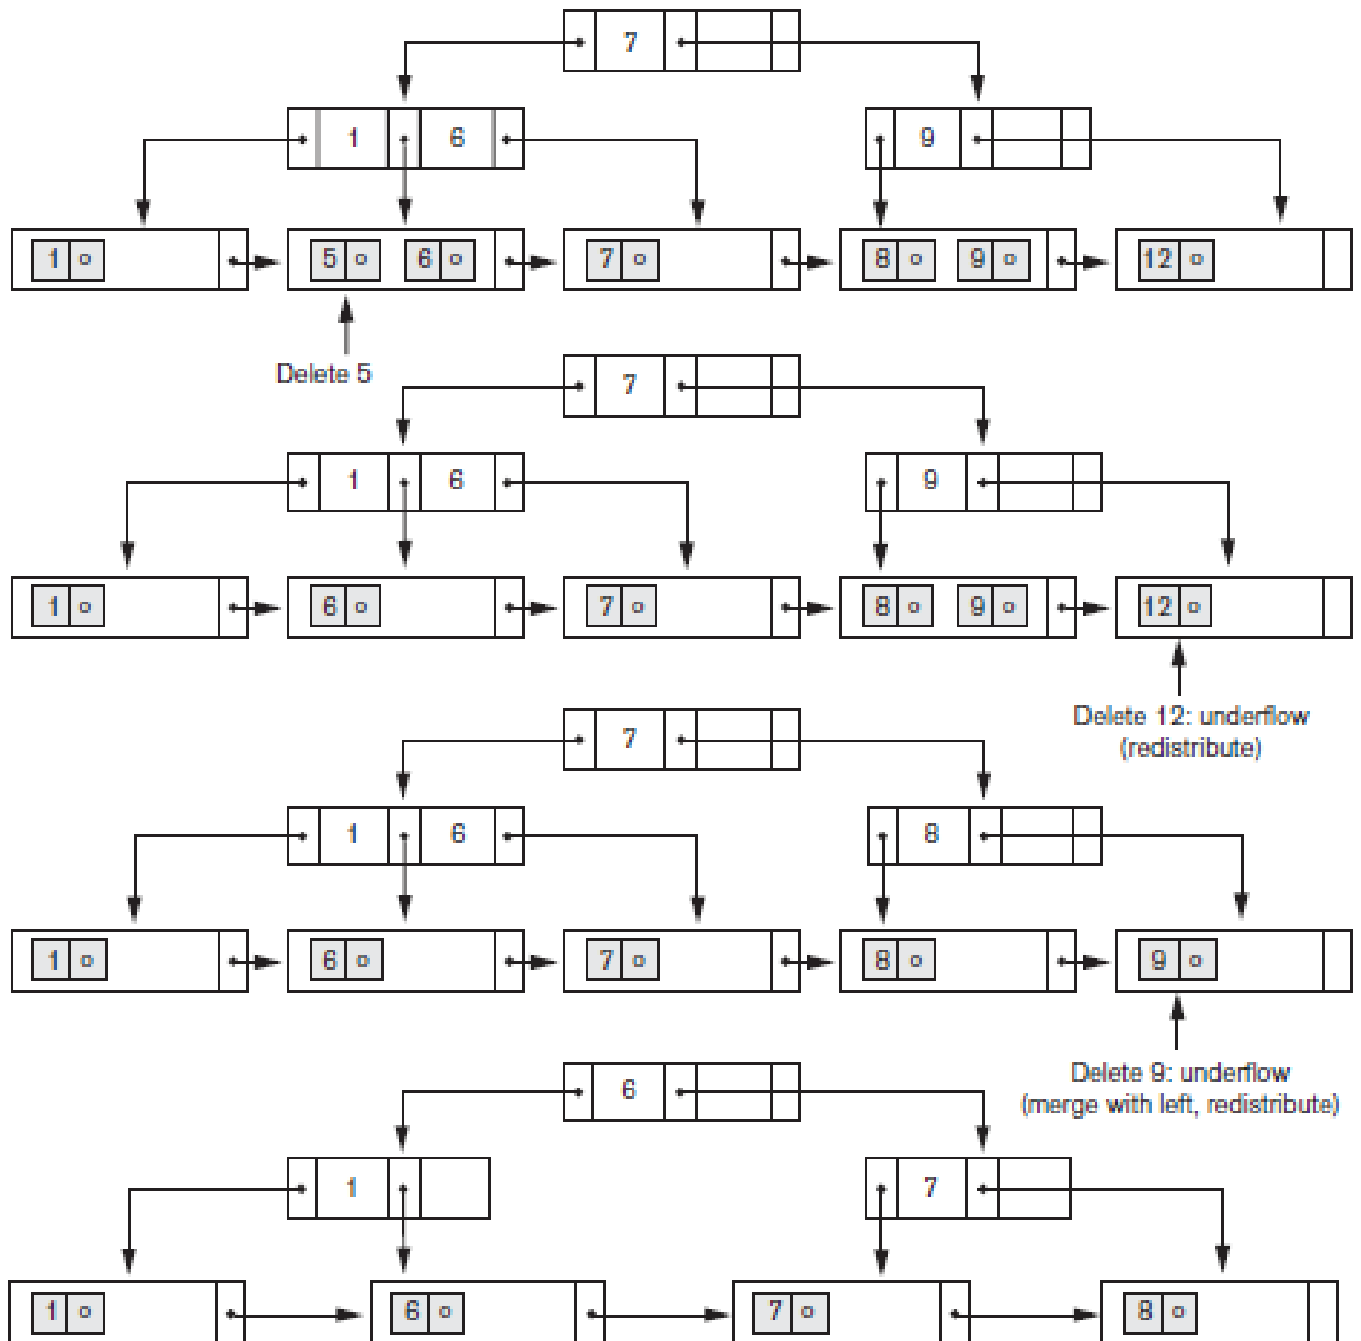 7
1 6 9
1 o 5 o 6 o 7 o 8 o 9 o 12 o
Delete 5
7
1 6 9
1 o 6 o 7 o 8 o 9 o 12 o
Delete 12: underflow
(redistribute)
7
1 6 8
1 o 6 o 7 o 8 o 9 o
Delete 9: underflow
(merge with left, redistribute)
6
1 7
1 o 6 o 7 o 8 o